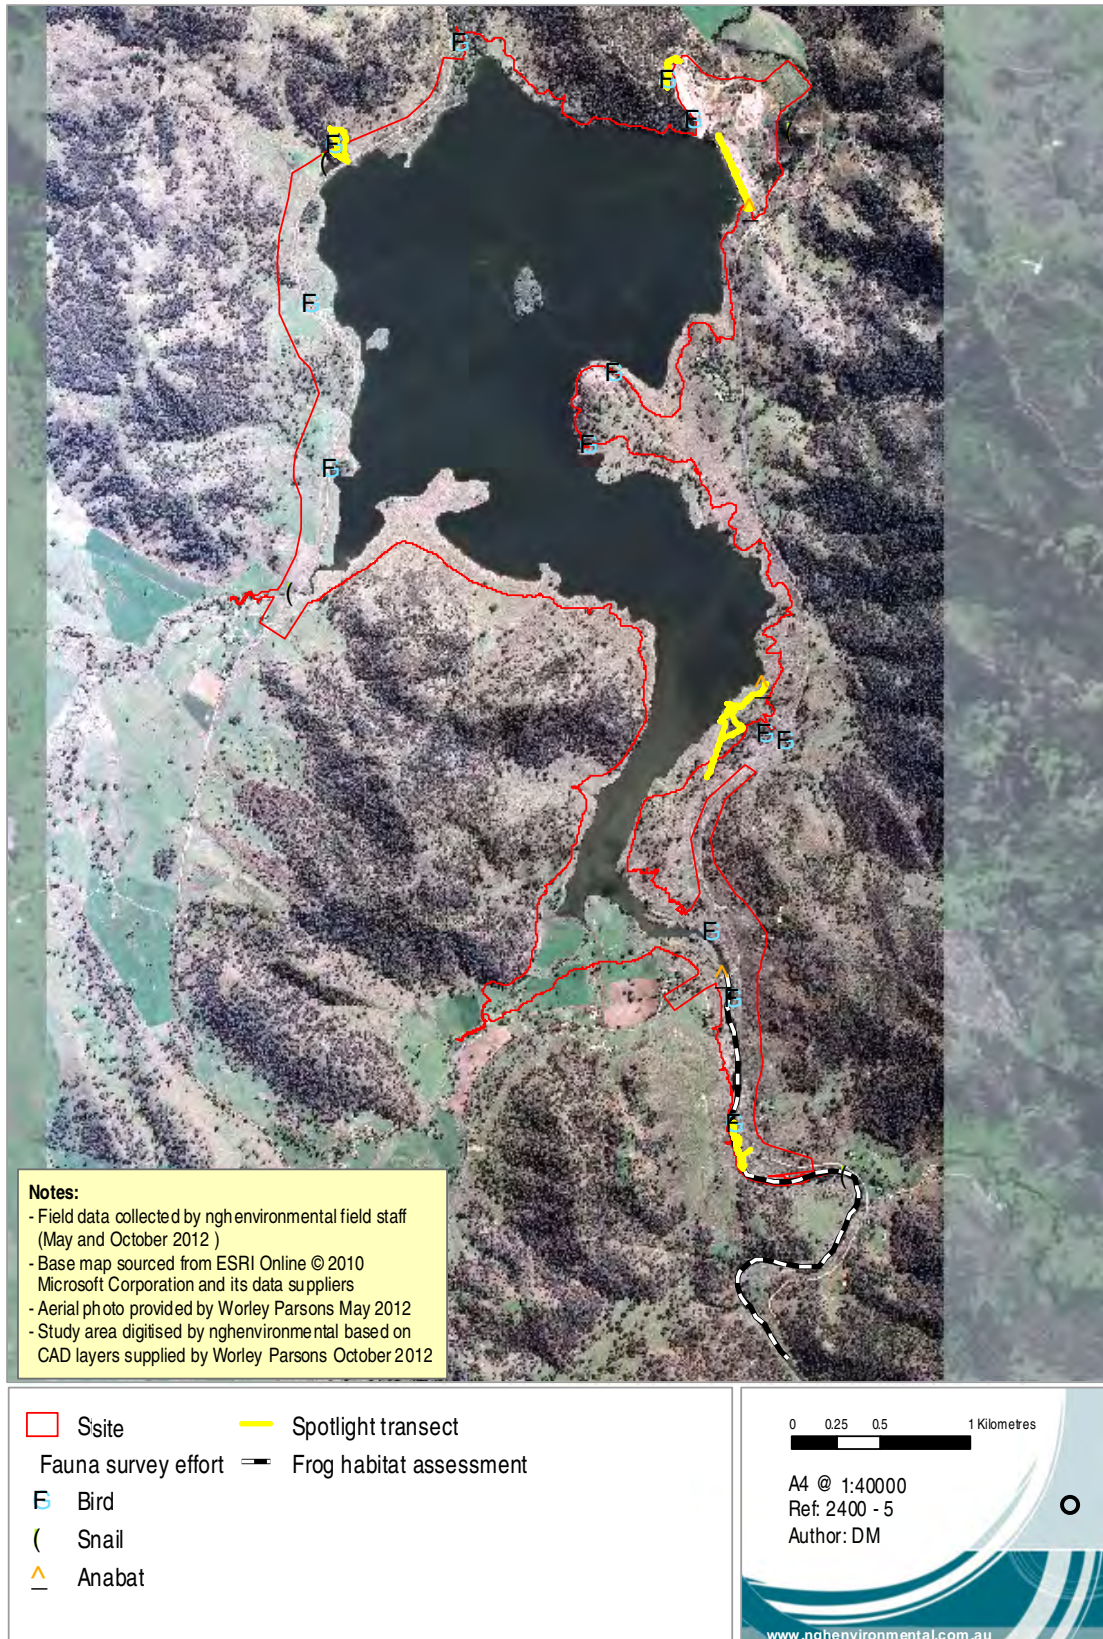 Notes:
- Field data collected by nghenvironmental field staff
(May and October 2012 )
- Base map sourced from ESRI Online © 2010
Microsoft Corporation and its data suppliers
- Aerial photo provided by Worley Parsons May 2012
- Study area digitised by nghenvironmental based on
CAD layers supplied by Worley Parsons October 2012
Ssite
Spotlight transect
Fauna survey effort
Frog habitat assessment
Bird
Snail
Anabat
0 0.25 0.5 1 Kilometres
A4 @ 1:40000
Ref: 2400 - 5
Author: DM
www.nghenvironmental.com.au